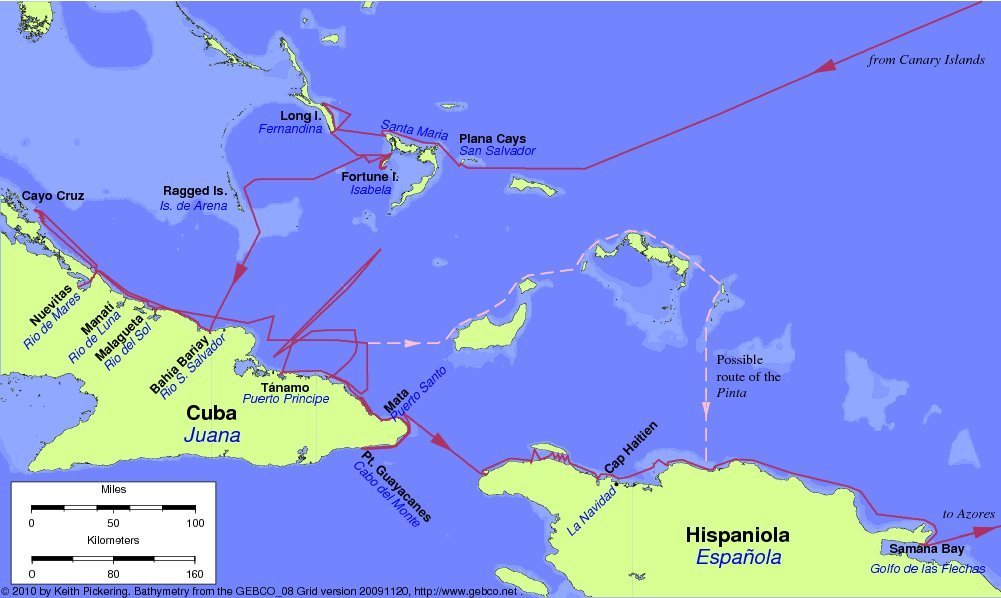 from Canary Islands
Long I.
Fernandina
Santa Maria
Plana Cays
San Salvador
Fortune I.
Isabela
Ragged Is.
Is. de Arena
Cayo Cruz
Nuevitas
Rio de Mares
Manati
Rio de Luna
Malagueta
Rio del Sol
Bahia Bariay
Rio S. Salvador
Tánamo
Puerto Principe
Mata
Puerto Santo
Possible
route of the
Pinta
Cuba
Juana
Pt. Guayacanes
Cabo del Monte
Cap Haitien
La Navidad
Hispaniola
Española
to Azores
Samana Bay
Golfo de las Flechas
Miles
0 50 100
Kilometers
0 80 160
© 2010 by Keith Pickering. Bathymetry from the GEBCO_08 Grid version 20091120, http://www.gebco.net